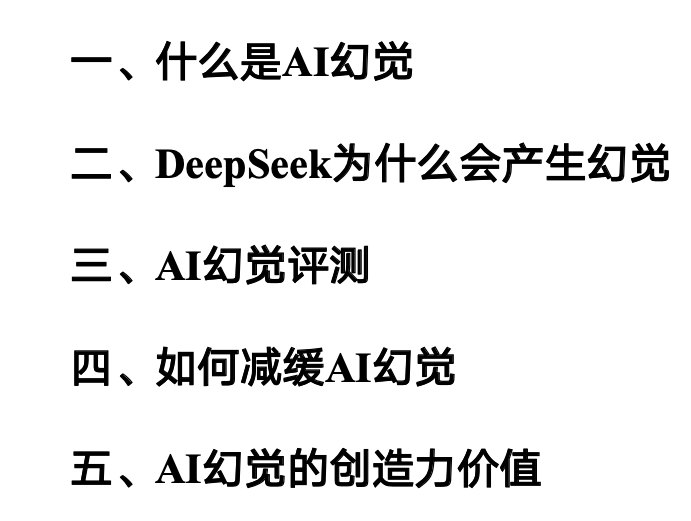 一、什么是AI幻觉
二、DeepSeek为什么会产生幻觉
三、AI幻觉评测
四、如何减缓AI幻觉
五、AI幻觉的创造力价值